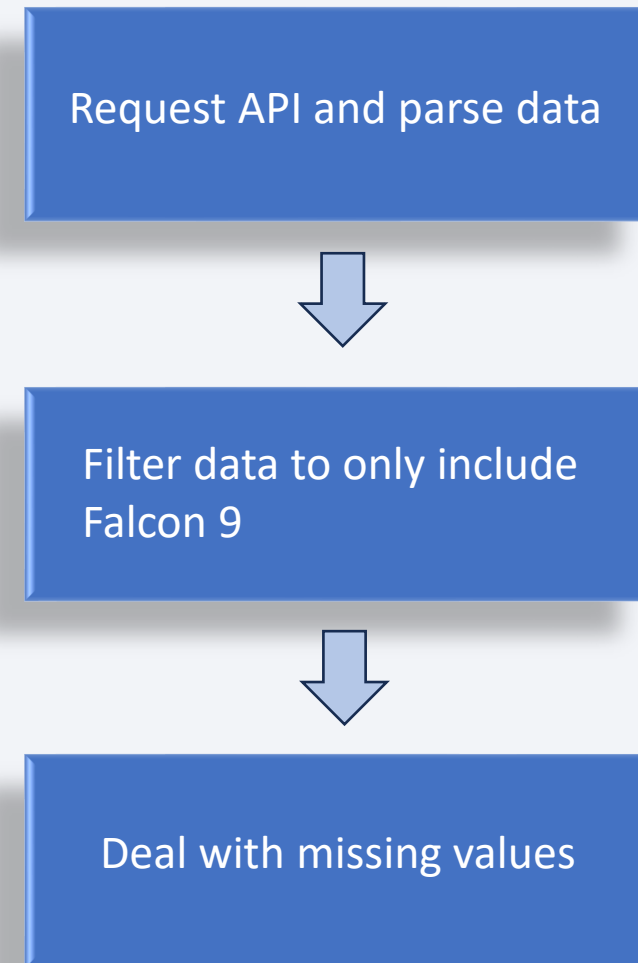 Request API and parse data
Filter data to only include
Falcon 9
Deal with missing values